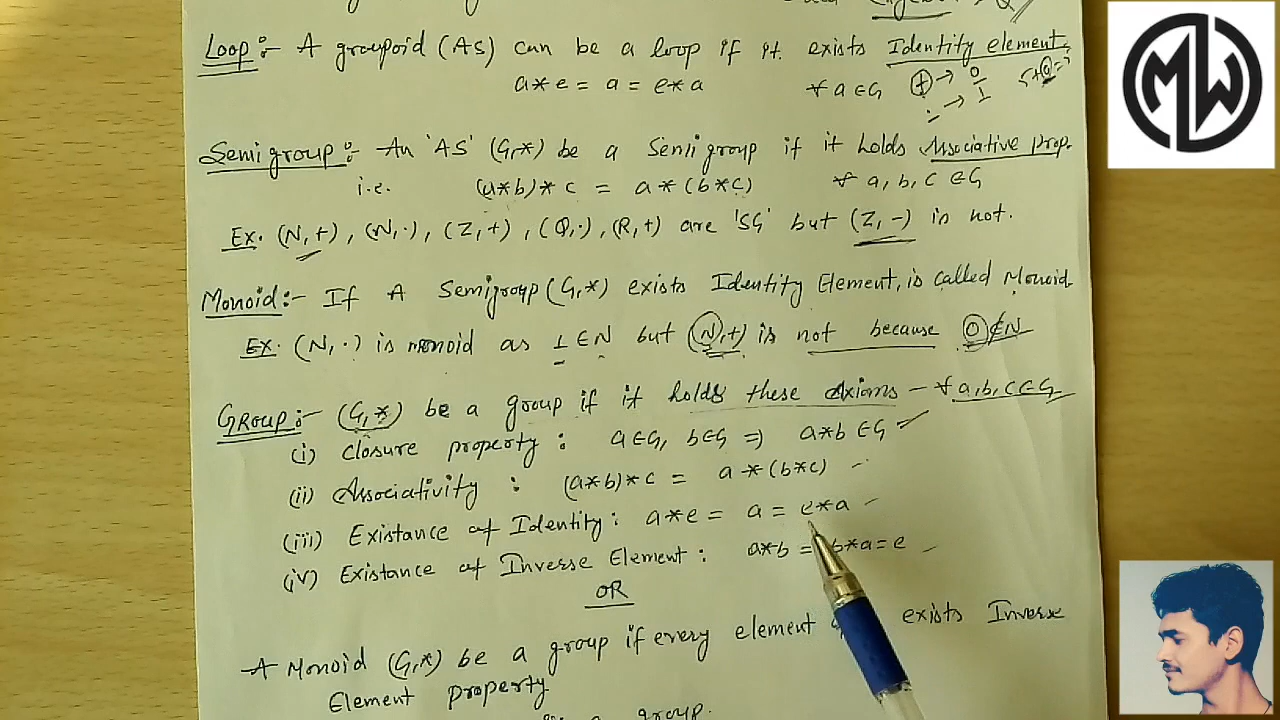 Loop:- A groupoid (AS) can be a loop if it exists Identity element,
a*e = a = e*a ∀ a∈G + → 0 . → 1
Semigroup:- An 'AS' (G,*) be a Semigroup if it holds Associative prop.
i.e. (a*b)*c = a*(b*c) ∀ a,b,c ∈G
Ex. (N,+), (N,·), (Z,+), (Q,·), (R,+) are 'SG' but (Z,-) is not.
Monoid:- If A Semigroup (G,*) exists Identity Element, is called Monoid.
Ex. (N,·) is monoid as 1∈N but (N,+) is not because 0∉N
Group:- (G,*) be a group if it holds these Axioms - ∀ a,b,c∈G
(i) Closure property: a∈G, b∈G => a*b ∈G
(ii) Associativity: (a*b)*c = a*(b*c)
(iii) Existance of Identity: a*e = a = e*a
(iv) Existance of Inverse Element: a*b = b*a = e
OR
A Monoid (G,*) be a group if every element exists Inverse
Element property
a group.
MW